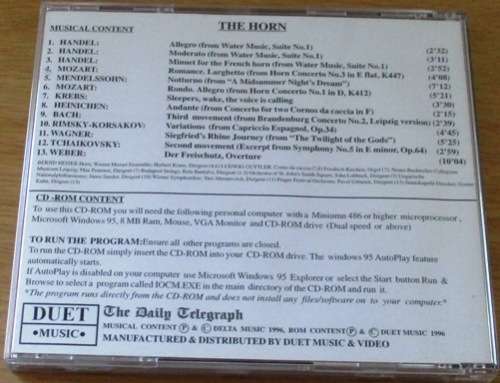 MUSICAL CONTENT THE HORN
1. HANDEL: Allegro (from Water Music, Suite No.1) (2'32)
2. HANDEL: Moderato (from Water Music, Suite No.1) (3'11)
3. HANDEL: Minuet for the French horn (from Water Music, Suite No.1) (2'52)
4. MOZART: Romance. Larghetto (from Horn Concerto No.3 in E flat, K447) (4'08)
5. MENDELSSOHN: Notturno (from "A Midsummer Night's Dream") (7'12)
6. MOZART: Rondo. Allegro (from Horn Concerto No.1 in D, K412) (5'21)
7. KREBS: Sleepers, wake, the voice is calling (3'30)
8. HEINICHEN: Andante (from Concerto for two Cornos da caccia in F) (2'15)
9. BACH: Third movement (from Brandenburg Concerto No.2, Leipzig version) (2'39)
10. RIMSKY-KORSAKOV: Variations (from Capriccio Espagnol, Op.34) (4'45)
11. WAGNER: Siegfried's Rhine Journey (from "The Twilight of the Gods") (5'25)
12. TCHAIKOVSKY: Second movement (Excerpt from Symphony No.5 in E minor, Op.64) (2'59)
13. WEBER: Der Freishutz, Overture (10'04)
CD -ROM CONTENT
To use this CD-ROM you will need the following personal computer with a Minimum 486 or higher microprocessor ,
Microsoft Windows 95, 8 MB Ram, Mouse, VGA Monitor and CD-ROM drive (Dual speed or above)
TO RUN THE PROGRAM:Ensure all other programs are closed.
To run the CD-ROM simply insert the CD-ROM into your CD-ROM drive. The windows 95 AutoPlay feature
automatically starts.
If AutoPlay is disabled on your computer use Microsoft Windows 95 Explorer or select the Start button Run &
Browse to select a program called IOCM.EXE in the main directory of the CD-ROM and run it.
*The program runs directly from the CD-ROM and does not install any files/software on to your computer.*
DUET
•MUSIC•
The Daily Telegraph
MUSICAL CONTENT Ⓟ & © DELTA MUSIC 1996, ROM CONTENT Ⓟ & © DUET MUSIC 1996
MANUFACTURED & DISTRIBUTED BY DUET MUSIC & VIDEO